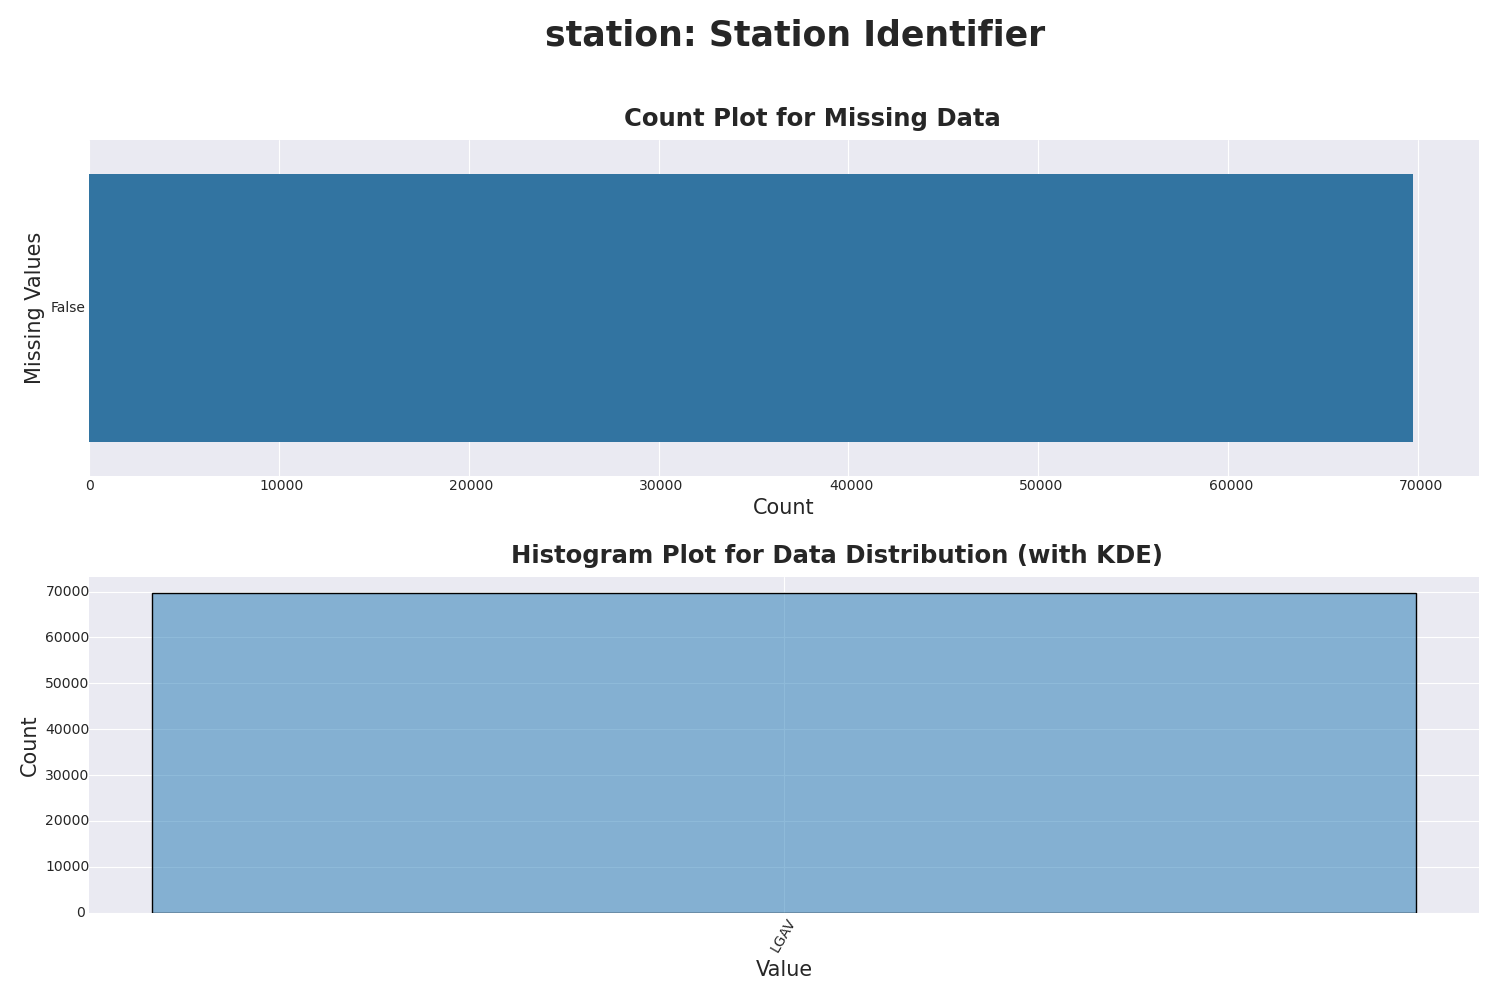 station: Station Identifier
Count Plot for Missing Data
Missing Values
False
0 10000 20000 30000 40000 50000 60000 70000
Count
Histogram Plot for Data Distribution (with KDE)
Count
70000
60000
50000
40000
30000
20000
10000
0
LGAV
Value